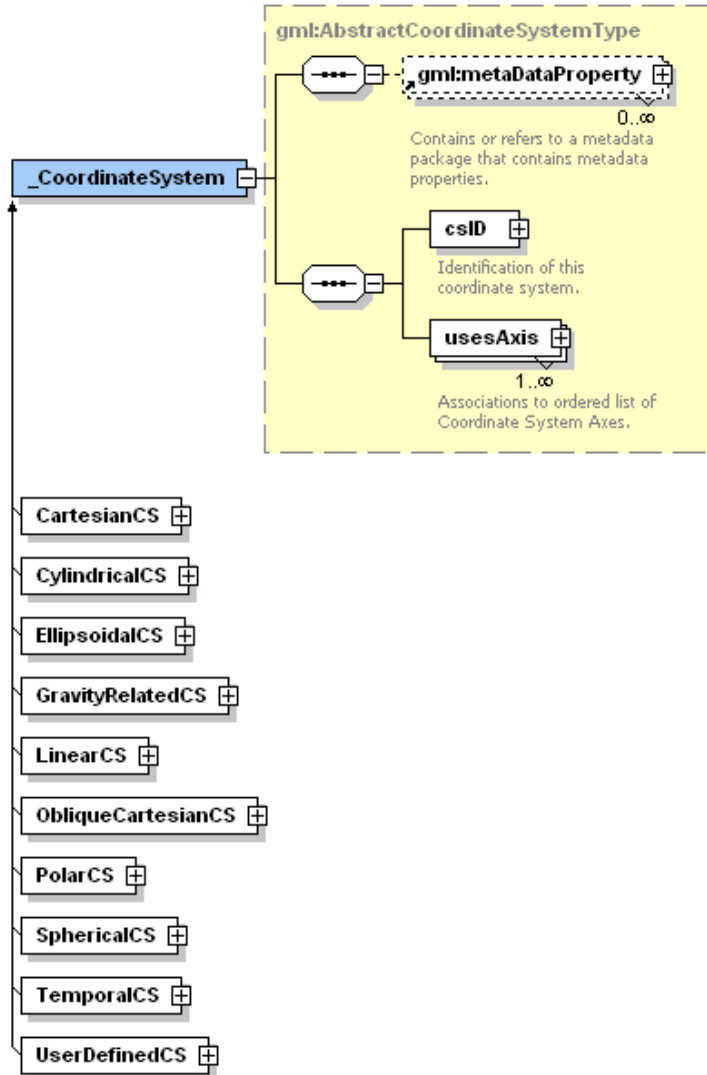 gml:AbstractCoordinateSystemType
gml:metaDataProperty
0..∞
Contains or refers to a metadata
package that contains metadata
properties.
_CoordinateSystem
csID
Identification of this
coordinate system.
usesAxis
1..∞
Associations to ordered list of
Coordinate System Axes.
CartesianCS
CylindricalCS
EllipsoidalCS
GravityRelatedCS
LinearCS
ObliqueCartesianCS
PolarCS
SphericalCS
TemporalCS
UserDefinedCS